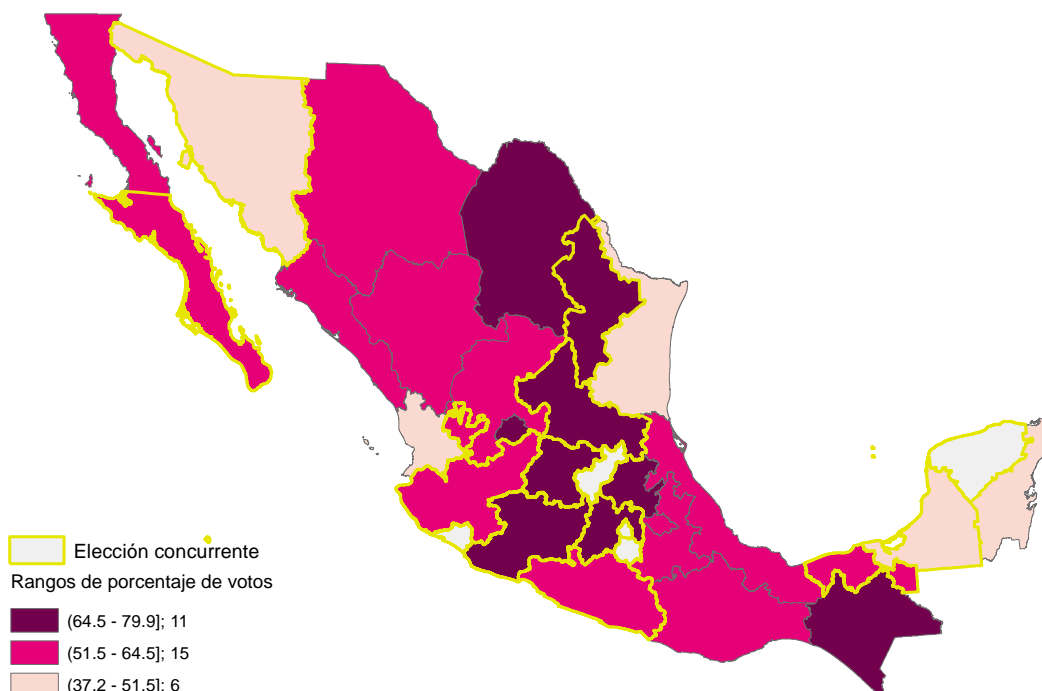 Elección concurrente
Rangos de porcentaje de votos
(64.5 - 79.9]; 11
(51.5 - 64.5]; 15
(37.2 - 51.5]; 6